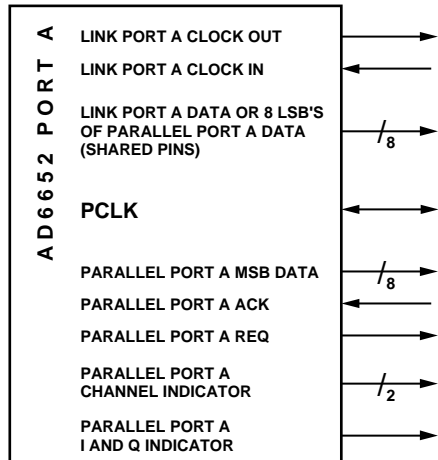 AD6652 PORT A
LINK PORT A CLOCK OUT
LINK PORT A CLOCK IN
LINK PORT A DATA OR 8 LSB'S
OF PARALLEL PORT A DATA
(SHARED PINS)
8
PCLK
PARALLEL PORT A MSB DATA
8
PARALLEL PORT A ACK
PARALLEL PORT A REQ
PARALLEL PORT A
CHANNEL INDICATOR
2
PARALLEL PORT A
I AND Q INDICATOR